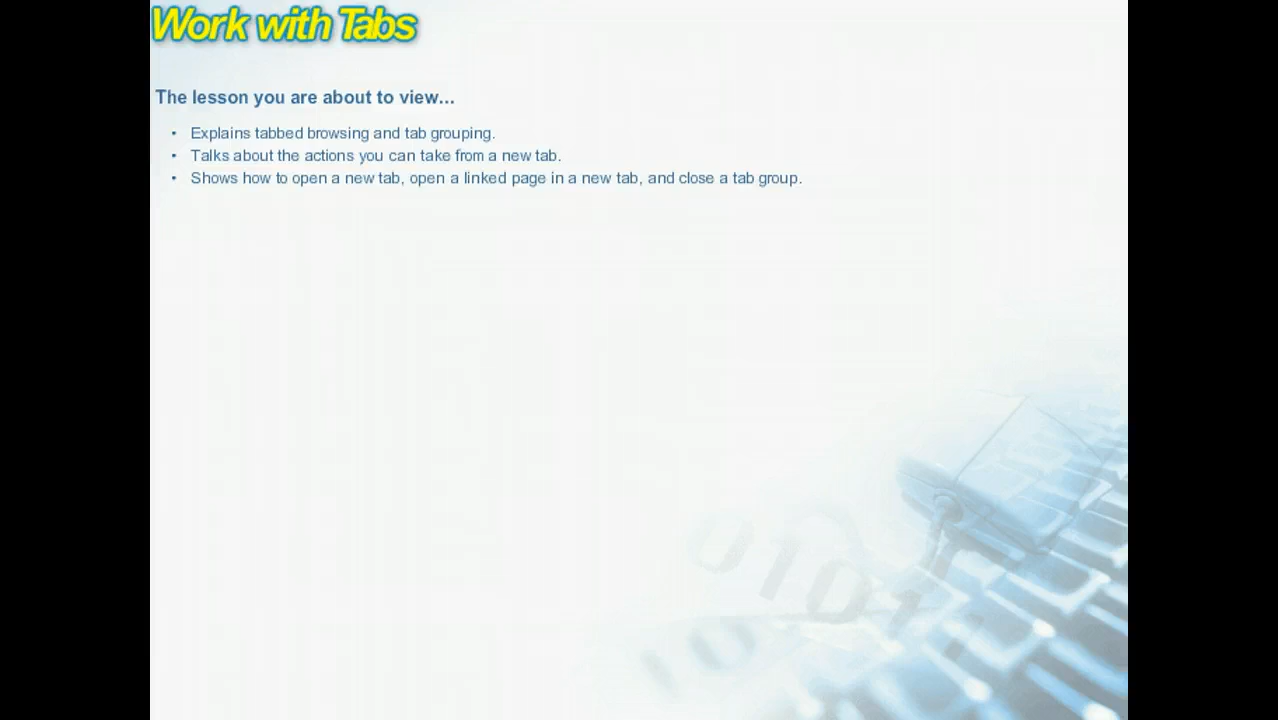 Work with Tabs
The lesson you are about to view...
• Explains tabbed browsing and tab grouping.
• Talks about the actions you can take from a new tab.
• Shows how to open a new tab, open a linked page in a new tab, and close a tab group.
0101
10